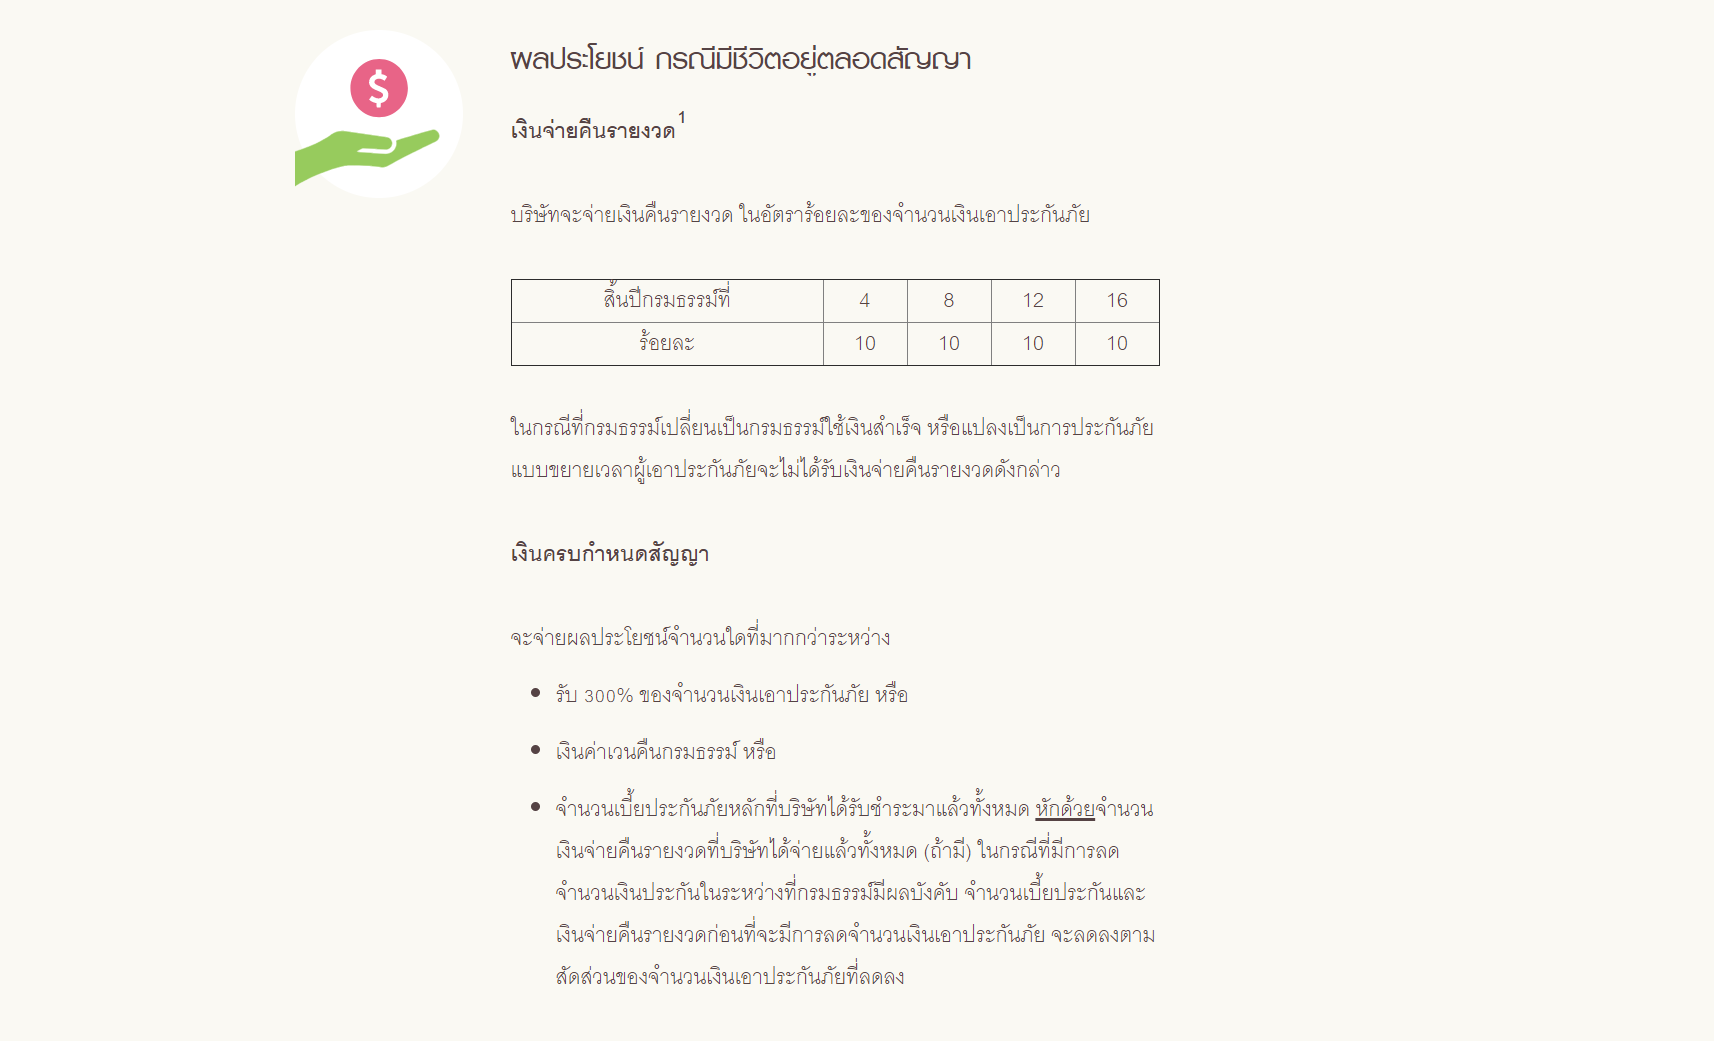 $
ผลประโยชน์ กรณีมีชีวิตอยู่ตลอดสัญญา
เงินจ่ายคืนรายงวด1
บริษัทจะจ่ายเงินคืนรายงวด ในอัตราร้อยละของจำนวนเงินเอาประกันภัย
สิ้นปีกรมธรรม์ที่ 4 8 12 16
ร้อยละ 10 10 10 10
ในกรณีที่กรมธรรม์เปลี่ยนเป็นกรมธรรม์ใช้เงินสำเร็จ หรือแปลงเป็นการประกันภัย
แบบขยายเวลาผู้เอาประกันภัยจะไม่ได้รับเงินจ่ายคืนรายงวดดังกล่าว
เงินครบกำหนดสัญญา
จะจ่ายผลประโยชน์จำนวนใดที่มากกว่าระหว่าง
รับ 300% ของจำนวนเงินเอาประกันภัย หรือ
เงินค่าเวนคืนกรมธรรม์ หรือ
จำนวนเบี้ยประกันภัยหลักที่บริษัทได้รับชำระมาแล้วทั้งหมด หักด้วยจำนวน
เงินจ่ายคืนรายงวดที่บริษัทได้จ่ายแล้วทั้งหมด (ถ้ามี) ในกรณีที่มีการลด
จำนวนเงินประกันในระหว่างที่กรมธรรม์มีผลบังคับ จำนวนเบี้ยประกันและ
เงินจ่ายคืนรายงวดก่อนที่จะมีการลดจำนวนเงินเอาประกันภัย จะลดลงตาม
สัดส่วนของจำนวนเงินเอาประกันภัยที่ลดลง